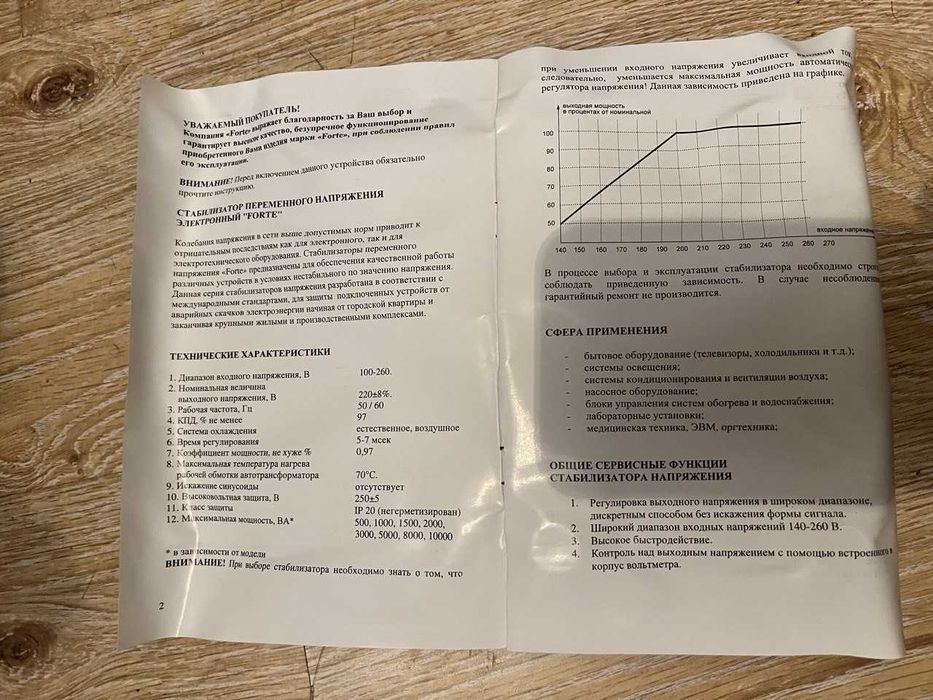 УВАЖАЕМЫЙ ПОКУПАТЕЛЬ!
Компания «Forte» выражает благодарность за Ваш выбор и
гарантирует высокое качество, безупречное функционирование
приобретенного Вами изделия марки «Forte», при соблюдении правил
его эксплуатации.
ВНИМАНИЕ! Перед включением данного устройства обязательно
прочтите инструкцию.
СТАБИЛИЗАТОР ПЕРЕМЕННОГО НАПРЯЖЕНИЯ
ЭЛЕКТРОННЫЙ "FORTE"
Колебания напряжения в сети выше допустимых норм приводит к
отрицательным последствиям как для электронного, так и для
электротехнического оборудования. Стабилизаторы переменного
напряжения «Forte» предназначены для обеспечения качественной работы
различных устройств в условиях нестабильного по значению напряжения.
Данная серия стабилизаторов напряжения разработана в соответствии с
международными стандартами, для защиты подключенных устройств от
аварийных скачков электроэнергии начиная от городской квартиры и
заканчивая крупными жилыми и производственными комплексами.
ТЕХНИЧЕСКИЕ ХАРАКТЕРИСТИКИ
1. Диапазон входного напряжения, В 100-260.
2. Номинальная величина
выходного напряжения, В 220±8%.
3. Рабочая частота, Гц 50 / 60
4. КПД, % не менее 97
5. Система охлаждения естественное, воздушное
6. Время регулирования 5-7 мсек
7. Коэффициент мощности, не хуже % 0,97
8. Максимальная температура нагрева
рабочей обмотки автотрансформатора 70°С.
9. Искажение синусоиды отсутствует
10. Высоковольтная защита, В 250±5
11. Класс защиты IP 20 (негерметизирован)
12. Максимальная мощность, ВА* 500, 1000, 1500, 2000,
3000, 5000, 8000, 10000
* в зависимости от модели
ВНИМАНИЕ! При выборе стабилизатора необходимо знать о том, что
2
при уменьшении входного напряжения увеличивает входной ток,
следовательно, уменьшается максимальная мощность автоматичес
регулятора напряжения! Данная зависимость приведена на графике.
выходная мощность
в процентах от номинальной
100
90
80
70
60
50
входное напряжени
140 150 160 170 180 190 200 210 220 230 240 250 260 270
В процессе выбора и эксплуатации стабилизатора необходимо строг
соблюдать приведенную зависимость. В случае несоблюдени
гарантийный ремонт не производится.
СФЕРА ПРИМЕНЕНИЯ
- бытовое оборудование (телевизоры, холодильники и т.д.);
- системы освещения;
- системы кондиционирования и вентиляции воздуха;
- насосное оборудование;
- блоки управления систем обогрева и водоснабжения;
- лабораторные установки;
- медицинская техника, ЭВМ, оргтехника;
ОБЩИЕ СЕРВИСНЫЕ ФУНКЦИИ
СТАБИЛИЗАТОРА НАПРЯЖЕНИЯ
1. Регулировка выходного напряжения в широком диапазоне,
дискретным способом без искажения формы сигнала.
2. Широкий диапазон входных напряжений 140-260 В.
3. Высокое быстродействие.
4. Контроль над выходным напряжением с помощью встроенного в
корпус вольтметра.